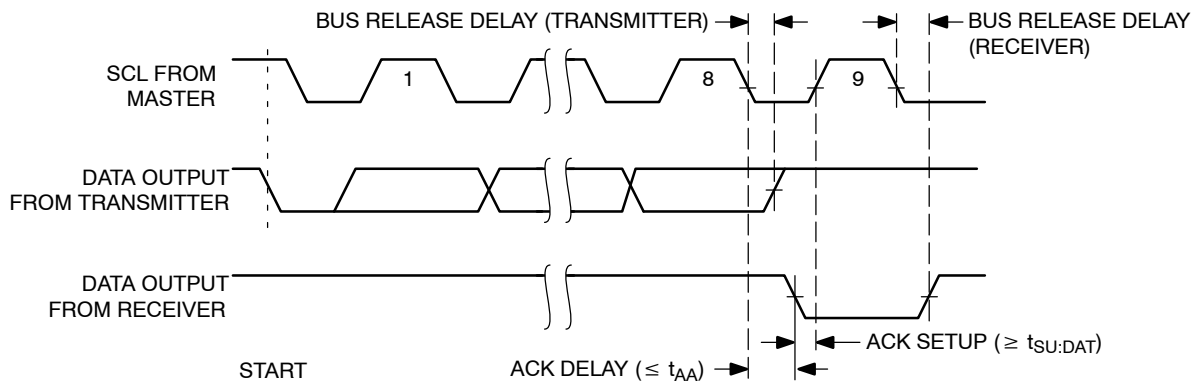 BUS RELEASE DELAY (TRANSMITTER)
BUS RELEASE DELAY
(RECEIVER)
SCL FROM
MASTER
1
8
9
DATA OUTPUT
FROM TRANSMITTER
DATA OUTPUT
FROM RECEIVER
START
ACK DELAY (≤ tAA)
ACK SETUP (≥ tSU:DAT)